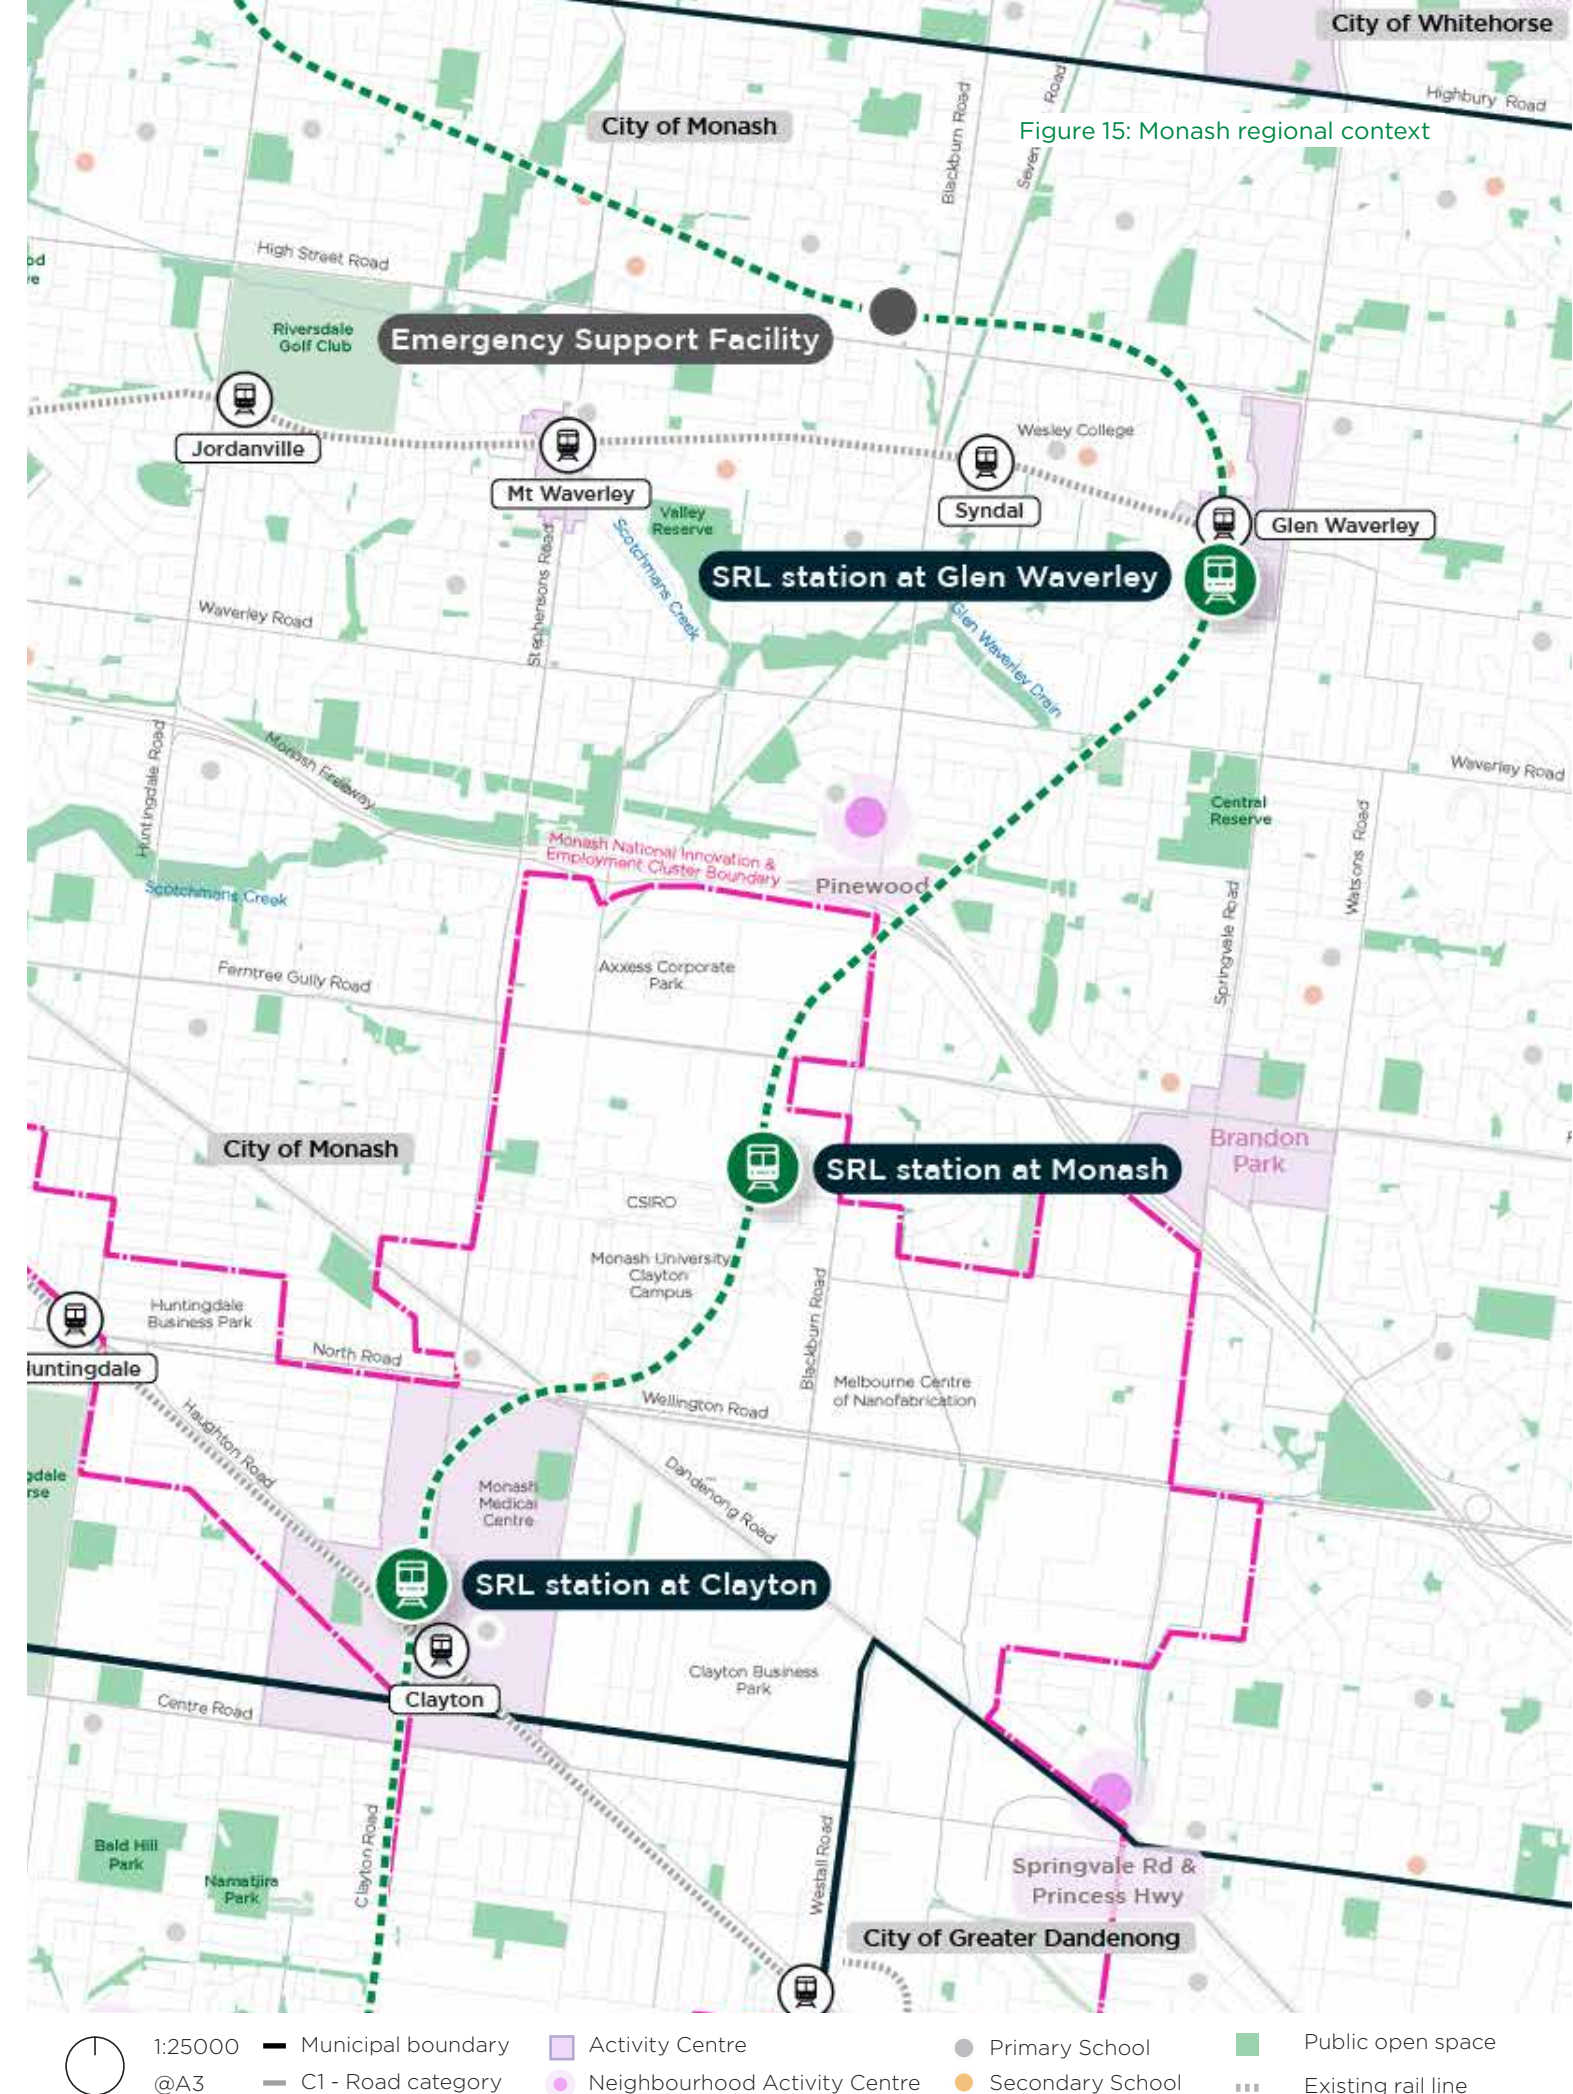 City of Whitehorse
Highbury Road
City of Monash
Blackburn Road
Seven
Road
Figure 15: Monash regional context
High Street Road
Riversdale
Golf Club
Emergency Support Facility
Jordanville
Mt Waverley
Wesley College
Syndal
Glen Waverley
Valley
Reserve
Scotchmans Creek
Stephensons Road
SRL station at Glen Waverley
Glen Waverley Drain
Waverley Road
Huntingdale Road
Monash Freeway
Waverley Road
Central
Reserve
Watsons Road
Springvale Road
Monash National Innovation &
Employment Cluster Boundary
Pinewood
Scotchmans Creek
Ferntree Gully Road
Axxess Corporate
Park
City of Monash
Brandon
Park
SRL station at Monash
CSIRO
Monash University
Clayton
Campus
Blackburn Road
Huntingdale
Business Park
North Road
Huntingdale
Haughton Road
Wellington Road
Melbourne Centre
of Nanofabrication
Dandenong Road
Monash
Medical
Centre
gdale
rse
SRL station at Clayton
Clayton Business
Park
Clayton
Centre Road
Clayton Road
Westall Road
Bald Hill
Park
Namatjira
Park
Springvale Rd &
Princess Hwy
City of Greater Dandenong
1:25000
@A3
Municipal boundary
C1 - Road category
Activity Centre
Neighbourhood Activity Centre
Primary School
Secondary School
Public open space
Existing rail line